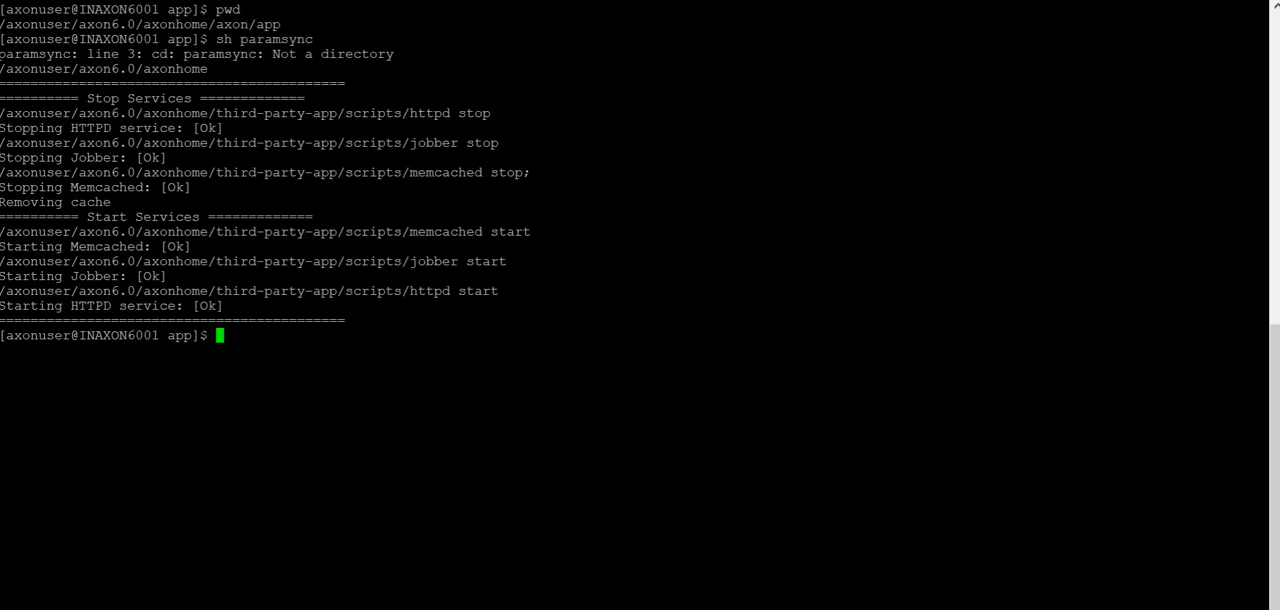 [axonuser@INAXON6001 app]$ pwd
/axonuser/axon6.0/axonhome/axon/app
[axonuser@INAXON6001 app]$ sh paramsync
paramsync: line 3: cd: paramsync: Not a directory
/axonuser/axon6.0/axonhome
===========================================
========== Stop Services =============
/axonuser/axon6.0/axonhome/third-party-app/scripts/httpd stop
Stopping HTTPD service: [Ok]
/axonuser/axon6.0/axonhome/third-party-app/scripts/jobber stop
Stopping Jobber: [Ok]
/axonuser/axon6.0/axonhome/third-party-app/scripts/memcached stop;
Stopping Memcached: [Ok]
Removing cache
========== Start Services =============
/axonuser/axon6.0/axonhome/third-party-app/scripts/memcached start
Starting Memcached: [Ok]
/axonuser/axon6.0/axonhome/third-party-app/scripts/jobber start
Starting Jobber: [Ok]
/axonuser/axon6.0/axonhome/third-party-app/scripts/httpd start
Starting HTTPD service: [Ok]
===========================================
[axonuser@INAXON6001 app]$